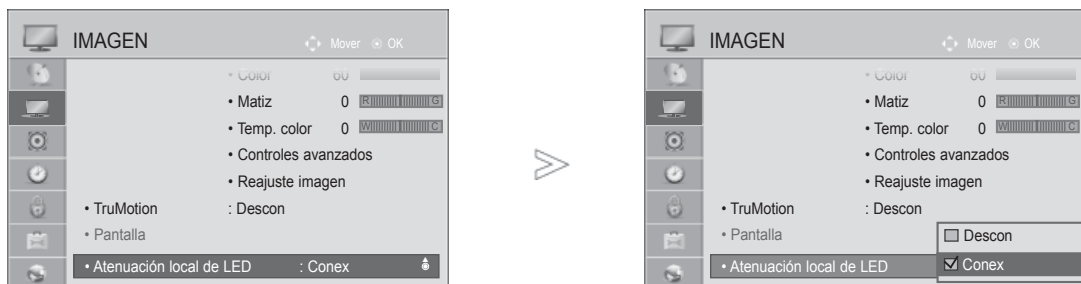 IMAGEN Mover OK
• Color 60
• Matiz 0 R G
• Temp. color 0 W C
• Controles avanzados
• Reajuste imagen
• TruMotion : Descon
• Pantalla
• Atenuación local de LED : Conex
IMAGEN Mover OK
• Color 60
• Matiz 0 R G
• Temp. color 0 W C
• Controles avanzados
• Reajuste imagen
• TruMotion : Descon
• Pantalla
Descon
• Atenuación local de LED
Conex